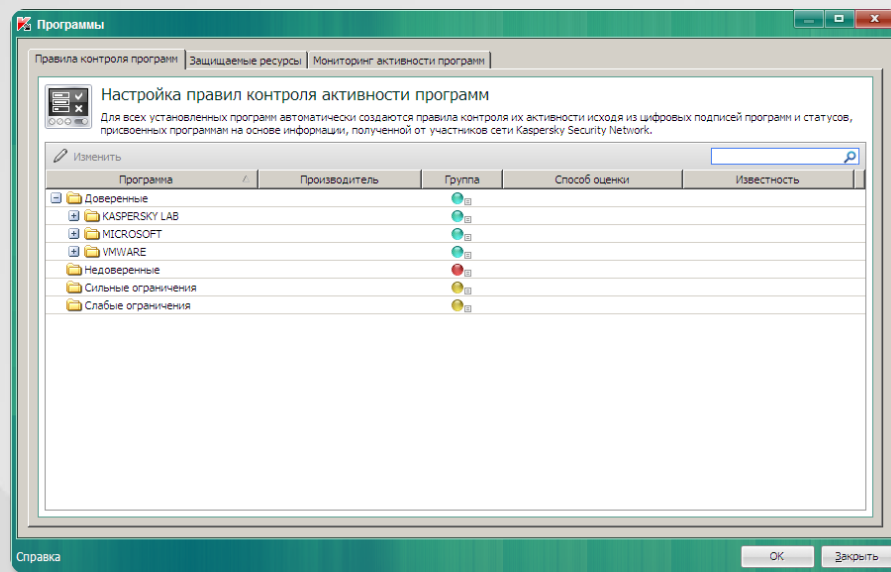 Программы
Правила контроля программ Защищаемые ресурсы Мониторинг активности программ
Настройка правил контроля активности программ
Для всех установленных программ автоматически создаются правила контроля их активности исходя из цифровых подписей программ и статусов,
присвоенных программам на основе информации, полученной от участников сети Kaspersky Security Network.
Изменить
Программа Производитель Группа Способ оценки Известность
Доверенные
KASPERSKY LAB
MICROSOFT
VMWARE
Недоверенные
Сильные ограничения
Слабые ограничения
Справка OK Закрыть